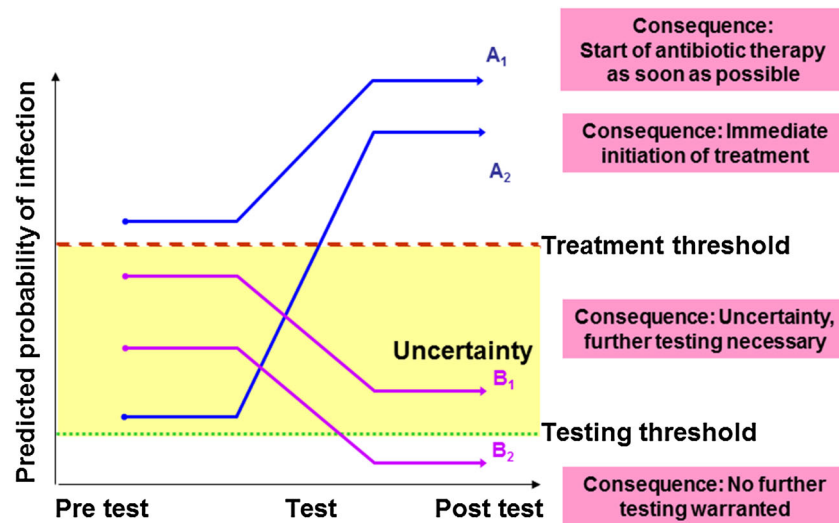 Consequence:
Start of antibiotic therapy
as soon as possible
A₁
Consequence: Immediate
initiation of treatment
A₂
Predicted probability of infection
Treatment threshold
Consequence: Uncertainty,
further testing necessary
Uncertainty
B₁
Testing threshold
B₂
Consequence: No further
testing warranted
Pre test
Test
Post test